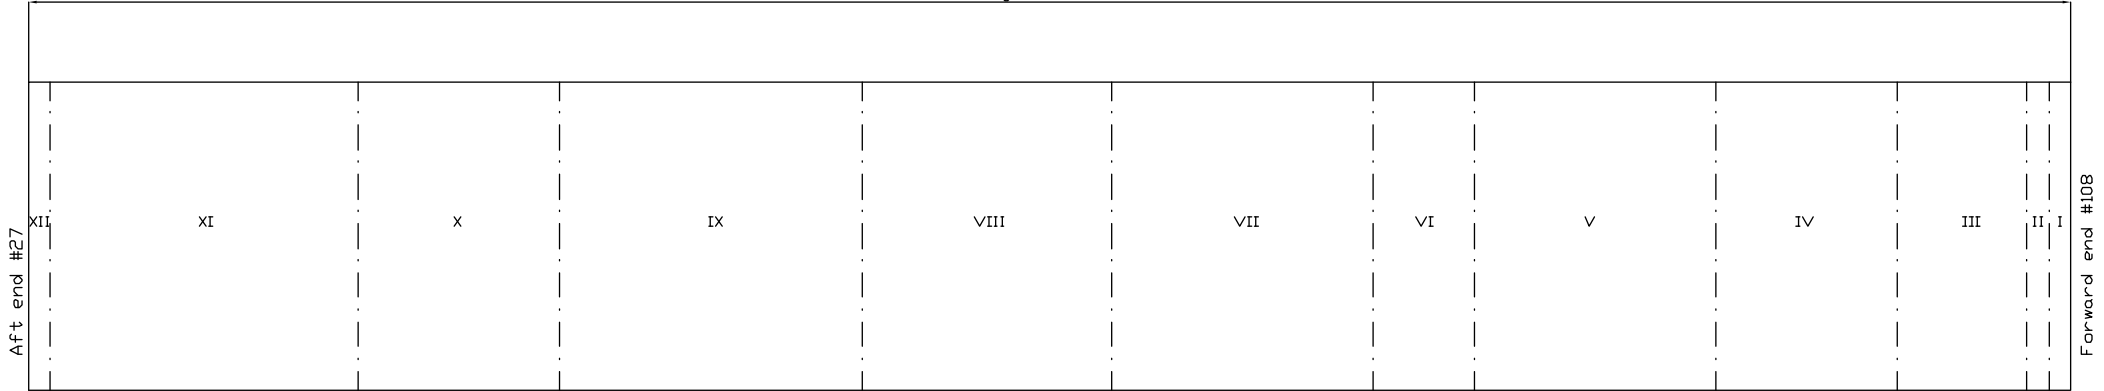 XII XI X IX VIII VII VI V IV III II I
Aft end #27
Forward end #108